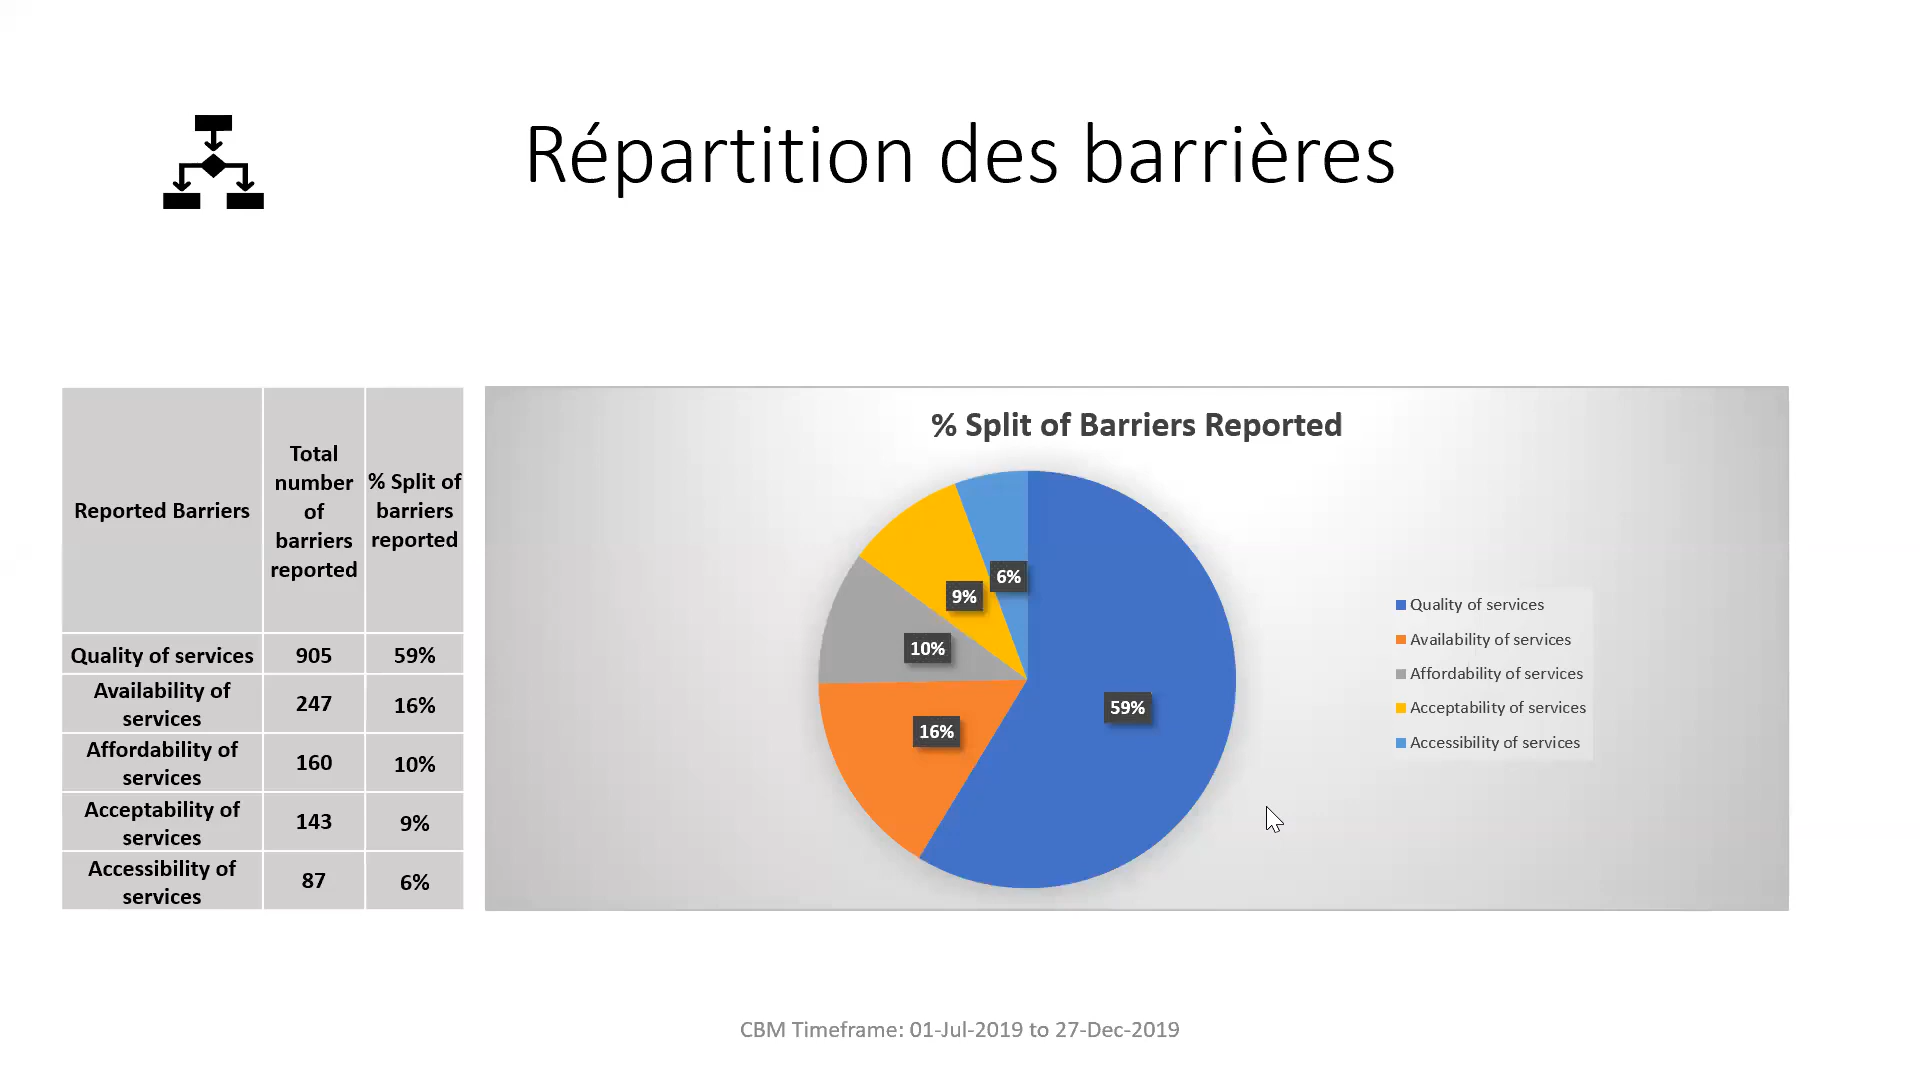 Répartition des barrières
Reported Barriers
Total
number
of
barriers
reported
% Split of
barriers
reported
Quality of services 905 59%
Availability of
services
247 16%
Affordability of
services
160 10%
Acceptability of
services
143 9%
Accessibility of
services
87 6%
% Split of Barriers Reported
6%
9%
10%
59%
16%
Quality of services
Availability of services
Affordability of services
Acceptability of services
Accessibility of services
CBM Timeframe: 01-Jul-2019 to 27-Dec-2019